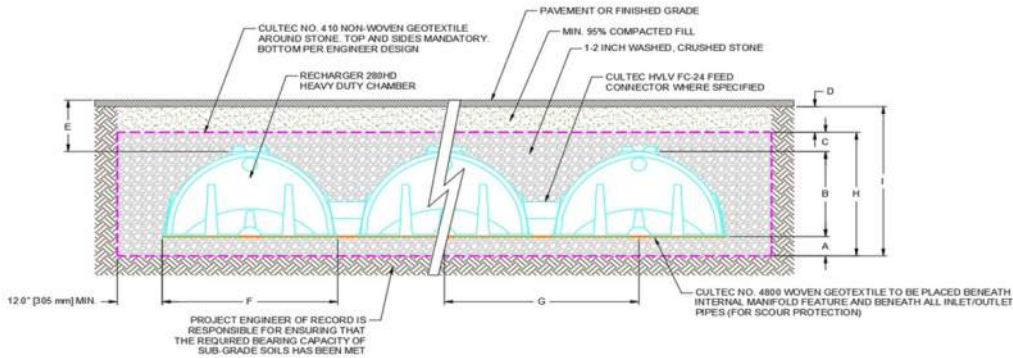 PAVEMENT OR FINISHED GRADE
CULTEC NO. 410 NON-WOVEN GEOTEXTILE
AROUND STONE. TOP AND SIDES MANDATORY.
BOTTOM PER ENGINEER DESIGN
MIN. 95% COMPACTED FILL
1-2 INCH WASHED, CRUSHED STONE
RECHARGER 280HD
HEAVY DUTY CHAMBER
CULTEC HVLV FC-24 FEED
CONNECTOR WHERE SPECIFIED
D
E
C
B
H
I
A
12.0" [305 mm] MIN.
F
G
CULTEC NO. 4800 WOVEN GEOTEXTILE TO BE PLACED BENEATH
INTERNAL MANIFOLD FEATURE AND BENEATH ALL INLET/OUTLET
PIPES (FOR SCOUR PROTECTION)
PROJECT ENGINEER OF RECORD IS
RESPONSIBLE FOR ENSURING THAT
THE REQUIRED BEARING CAPACITY OF
SUB-GRADE SOILS HAS BEEN MET